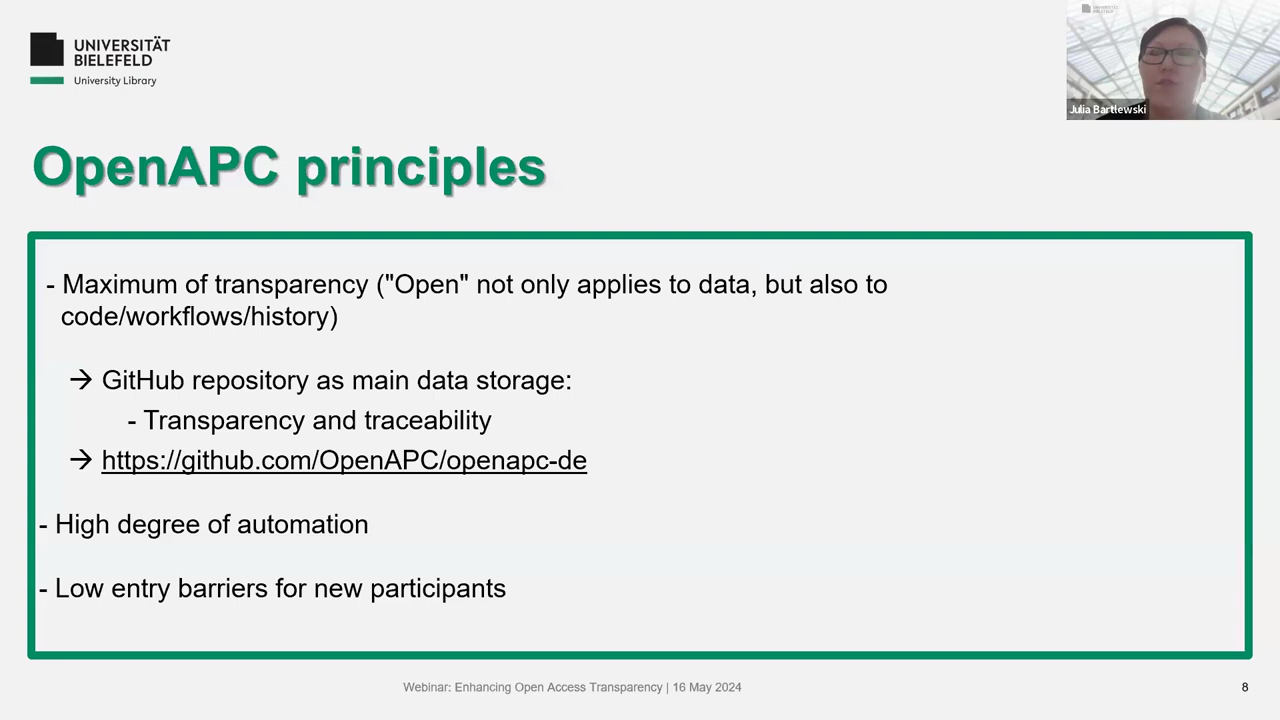 UNIVERSITÄT
BIELEFELD
University Library
Julia Bartlewski
OpenAPC principles
- Maximum of transparency ("Open" not only applies to data, but also to
code/workflows/history)
→ GitHub repository as main data storage:
- Transparency and traceability
→ https://github.com/OpenAPC/openapc-de
- High degree of automation
- Low entry barriers for new participants
Webinar: Enhancing Open Access Transparency | 16 May 2024
8